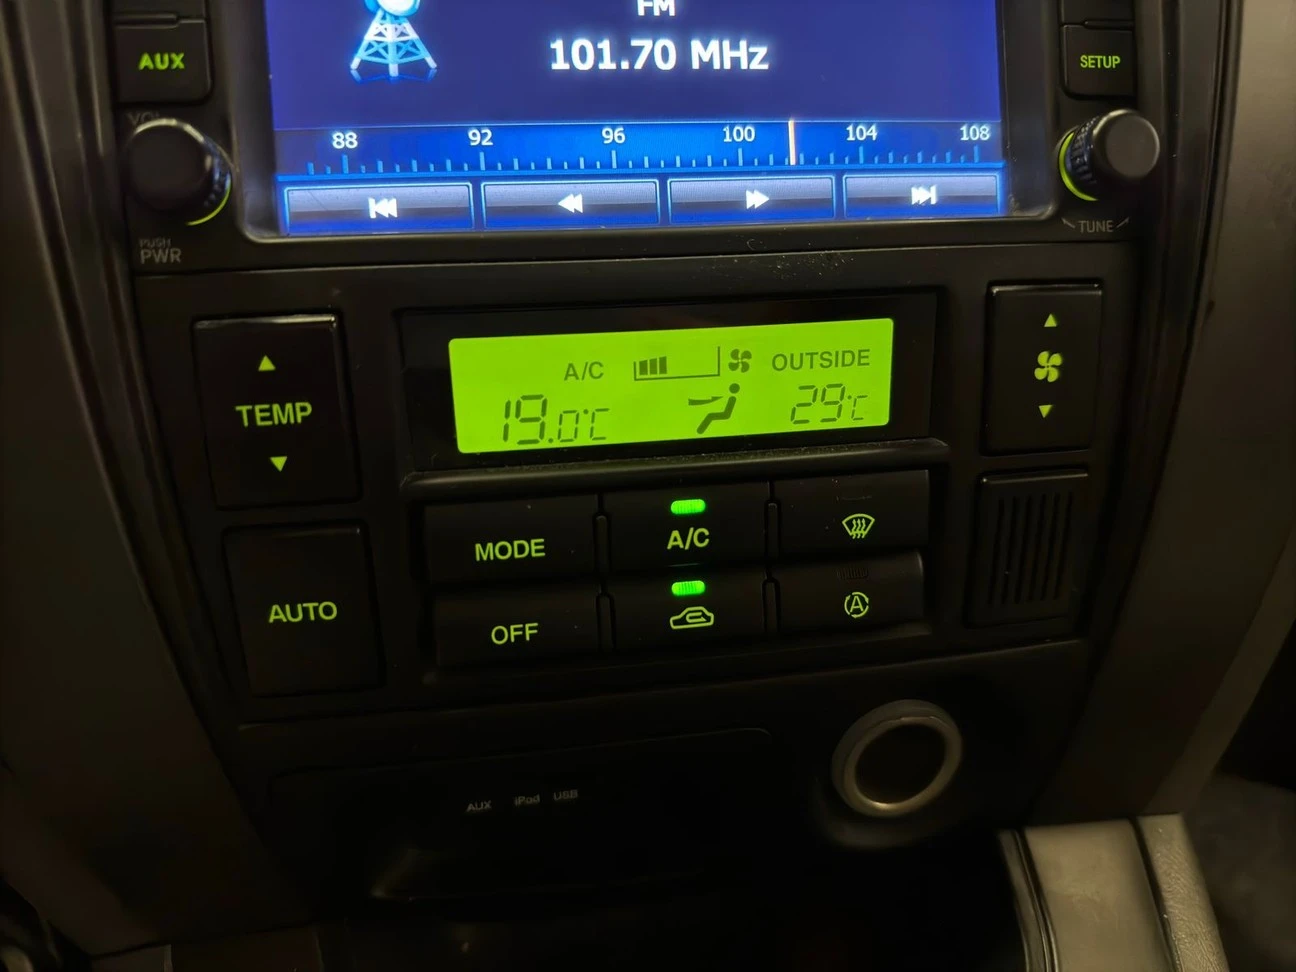 FM
AUX
101.70 MHz
SETUP
88 92 96 100 104 108
VOL
PUSH
PWR
TUNE
A/C
OUTSIDE
19.0°C
29°C
TEMP
MODE
A/C
AUTO
OFF
A
AUX iPod USB